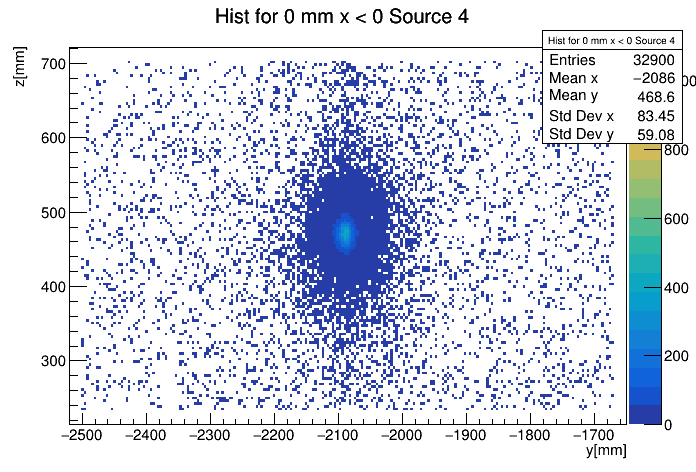 Hist for 0 mm x < 0 Source 4
z[mm]
Hist for 0 mm x < 0 Source 4
Entries 32900
Mean x −2086
Mean y 468.6
Std Dev x 83.45
Std Dev y 59.08
700
600
500
400
300
800
600
400
200
0
−2500 −2400 −2300 −2200 −2100 −2000 −1900 −1800 −1700
y[mm]